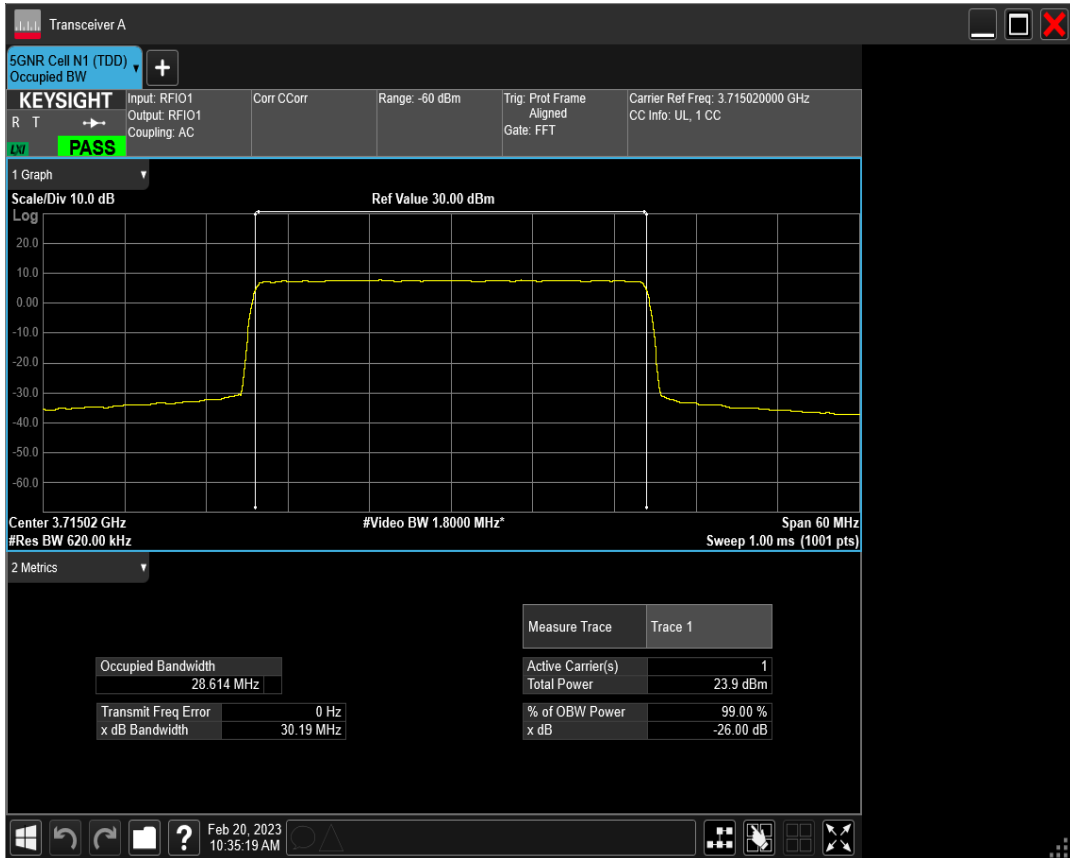 Transceiver A
5GNR Cell N1 (TDD)
Occupied BW
+
KEYSIGHT
R T
LXI
PASS
Input: RFIO1
Output: RFIO1
Coupling: AC
Corr CCorr
Range: -60 dBm
Trig: Prot Frame
Aligned
Gate: FFT
Carrier Ref Freq: 3.715020000 GHz
CC Info: UL, 1 CC
1 Graph
Scale/Div 10.0 dB
Ref Value 30.00 dBm
Log
20.0
10.0
0.00
-10.0
-20.0
-30.0
-40.0
-50.0
-60.0
Center 3.71502 GHz
#Video BW 1.8000 MHz*
Span 60 MHz
#Res BW 620.00 kHz
Sweep 1.00 ms (1001 pts)
2 Metrics
Measure Trace Trace 1
Occupied Bandwidth
28.614 MHz
Active Carrier(s) 1
Total Power 23.9 dBm
Transmit Freq Error 0 Hz
x dB Bandwidth 30.19 MHz
% of OBW Power 99.00 %
x dB -26.00 dB
?
Feb 20, 2023
10:35:19 AM